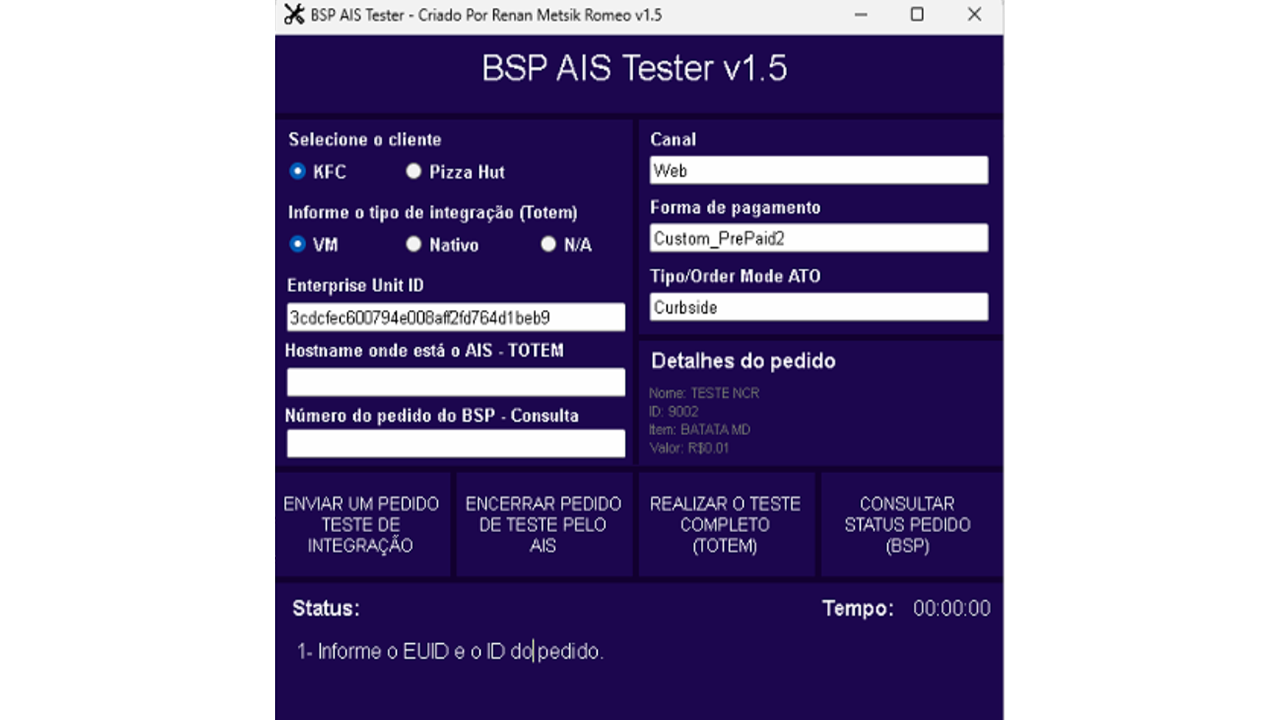 BSP AIS Tester - Criado Por Renan Metsik Romeo v1.5
BSP AIS Tester v1.5
Selecione o cliente
KFC
Pizza Hut
Informe o tipo de integração (Totem)
VM
Nativo
N/A
Enterprise Unit ID
3cdcfec600794e008aff2fd764d1beb9
Hostname onde está o AIS - TOTEM
Número do pedido do BSP - Consulta
Canal
Web
Forma de pagamento
Custom_PrePaid2
Tipo/Order Mode ATO
Curbside
Detalhes do pedido
Nome: TESTE NCR
ID: 9002
Item: BATATA MD
Valor: R$0.01
ENVIAR UM PEDIDO
TESTE DE
INTEGRAÇÃO
ENCERRAR PEDIDO
DE TESTE PELO
AIS
REALIZAR O TESTE
COMPLETO
(TOTEM)
CONSULTAR
STATUS PEDIDO
(BSP)
Status:
Tempo: 00:00:00
1- Informe o EUID e o ID do pedido.